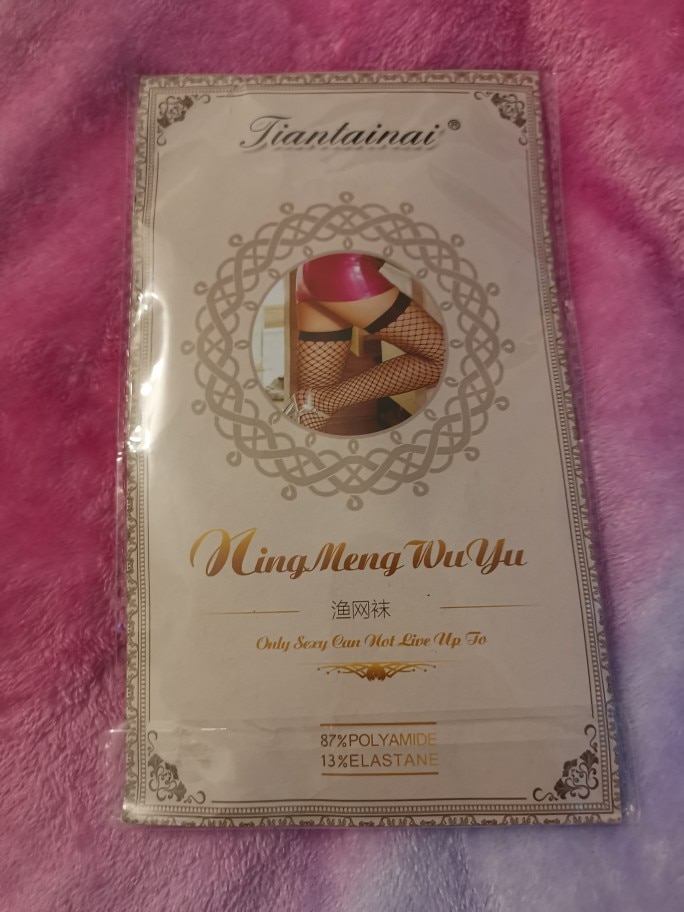 Tiantainai®
NingMengWuYu
渔网袜
Only Sexy Can Not Live Up To
87%POLYAMIDE
13%ELASTANE